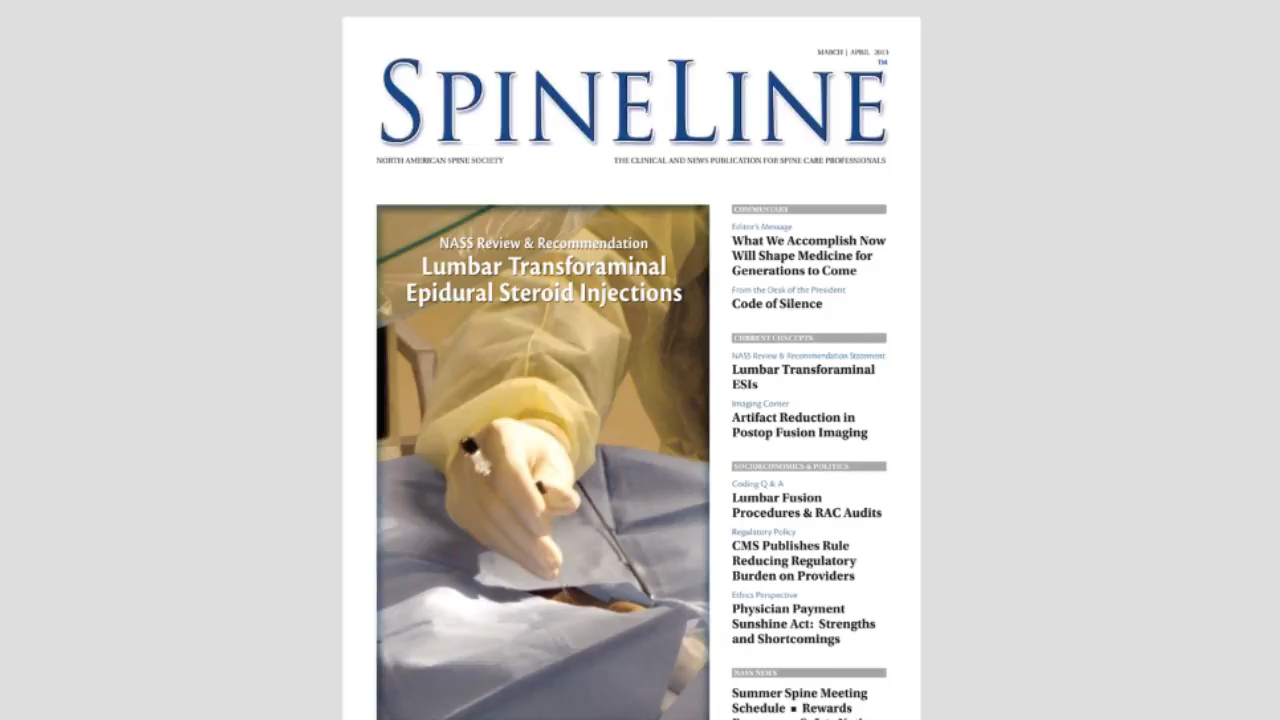 MARCH | APRIL 2013
SPINELINE
TM
NORTH AMERICAN SPINE SOCIETY
THE CLINICAL AND NEWS PUBLICATION FOR SPINE CARE PROFESSIONALS
NASS Review & Recommendation
Lumbar Transforaminal
Epidural Steroid Injections
COMMENTARY
Editor's Message
What We Accomplish Now
Will Shape Medicine for
Generations to Come
From the Desk of the President
Code of Silence
CURRENT CONCEPTS
NASS Review & Recommendation Statement
Lumbar Transforaminal
ESIs
Imaging Corner
Artifact Reduction in
Postop Fusion Imaging
SOCIOECONOMICS & POLITICS
Coding Q & A
Lumbar Fusion
Procedures & RAC Audits
Regulatory Policy
CMS Publishes Rule
Reducing Regulatory
Burden on Providers
Ethics Perspective
Physician Payment
Sunshine Act: Strengths
and Shortcomings
NASS NEWS
Summer Spine Meeting
Schedule ▪ Rewards